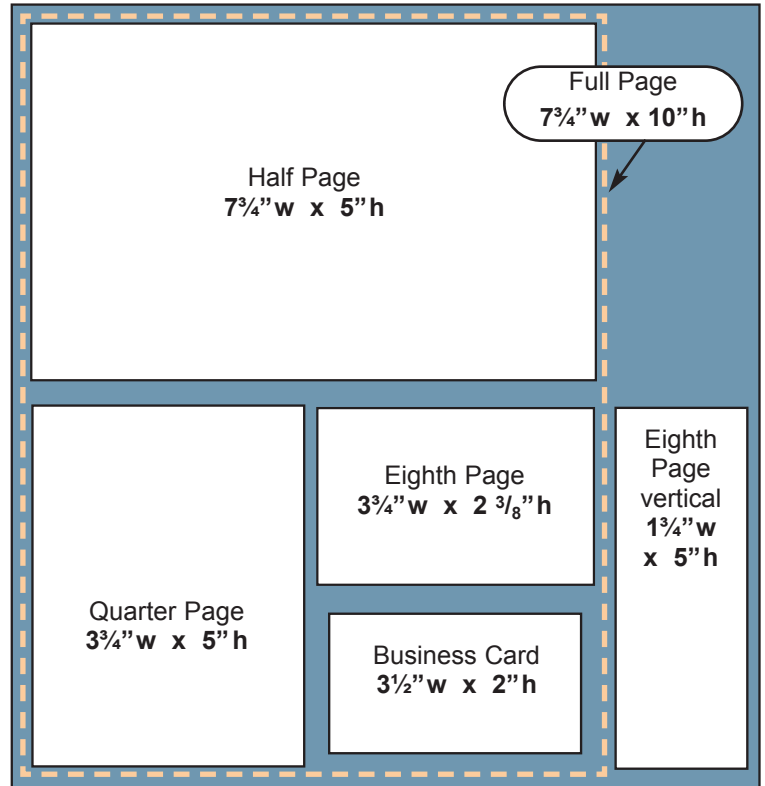 Full Page
7¾”w x 10”h
Half Page
7¾”w x 5”h
Eighth Page
3¾”w x 2 ³/₈”h
Eighth
Page
vertical
1¾”w
x 5”h
Quarter Page
3¾”w x 5”h
Business Card
3½”w x 2”h